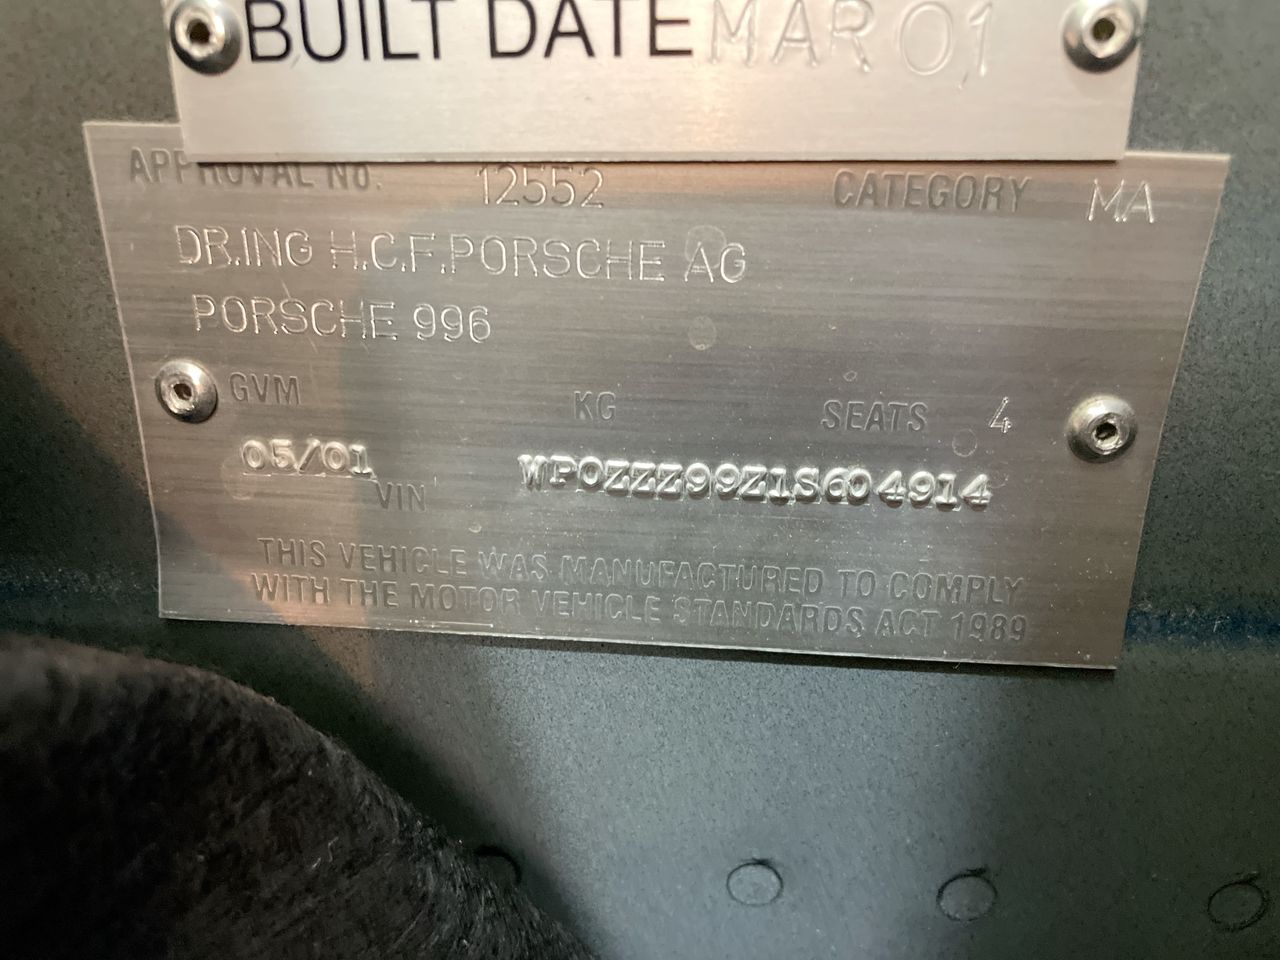 BUILT DATE MAR 01
APPROVAL No. 12552 CATEGORY MA
DR.ING H.C.F.PORSCHE AG
PORSCHE 996
GVM KG SEATS 4
05/01 VIN WP0ZZZ99Z1S604914
THIS VEHICLE WAS MANUFACTURED TO COMPLY
WITH THE MOTOR VEHICLE STANDARDS ACT 1989